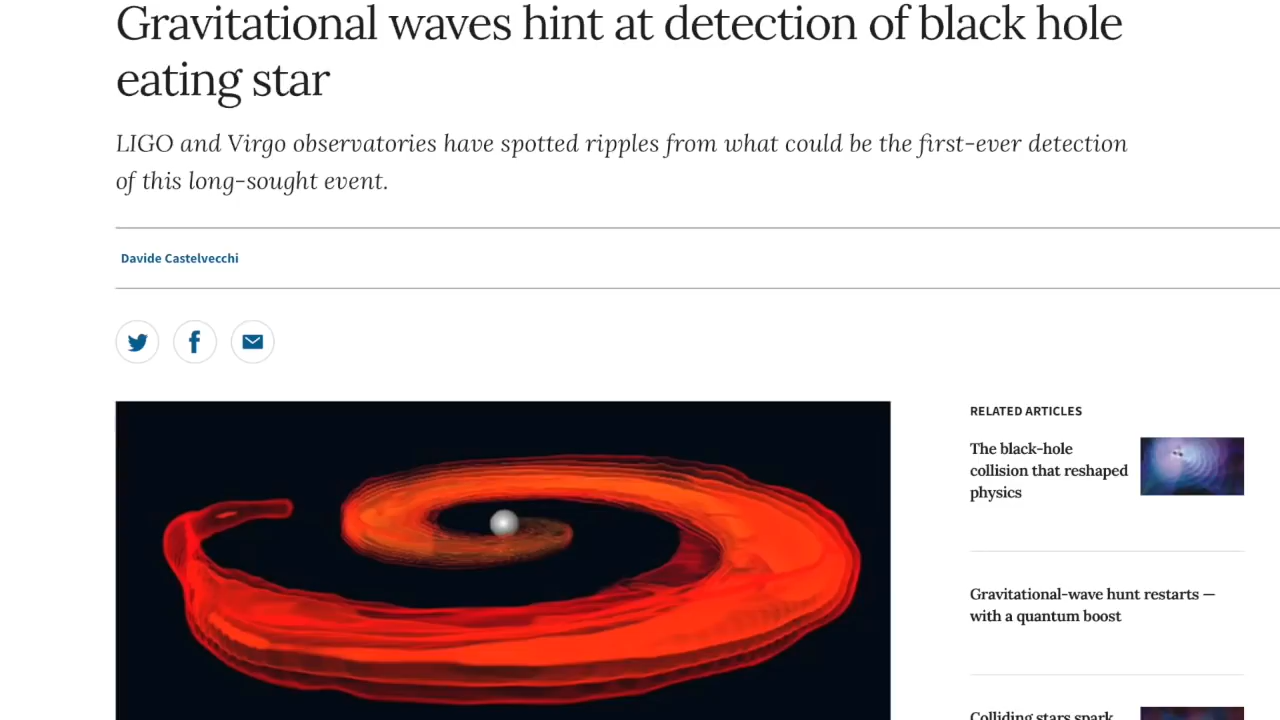 Gravitational waves hint at detection of black hole
eating star
LIGO and Virgo observatories have spotted ripples from what could be the first-ever detection
of this long-sought event.
Davide Castelvecchi
RELATED ARTICLES
The black-hole
collision that reshaped
physics
Gravitational-wave hunt restarts —
with a quantum boost
Colliding stars spark